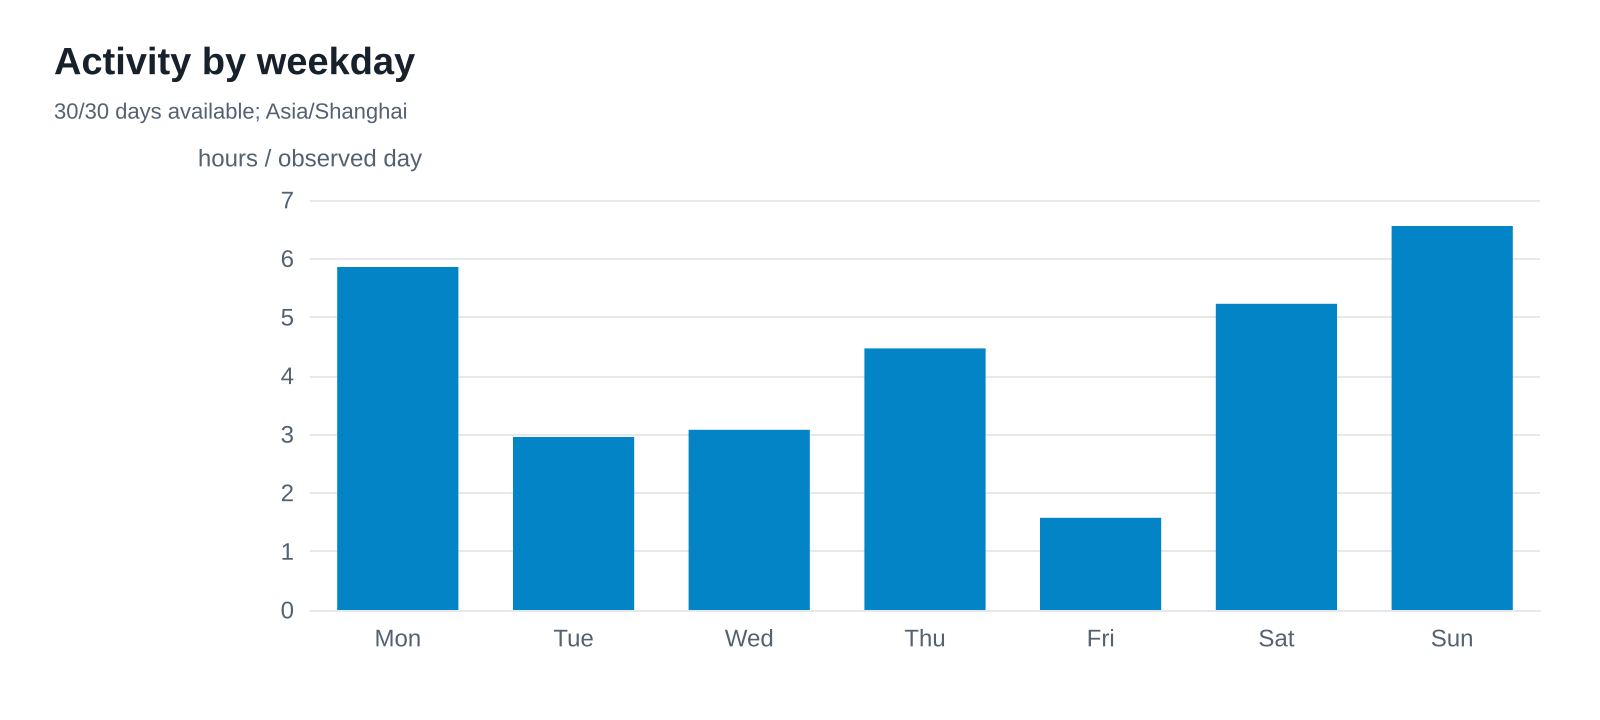 Activity by weekday
30/30 days available; Asia/Shanghai
hours / observed day
7
6
5
4
3
2
1
0
Mon Tue Wed Thu Fri Sat Sun